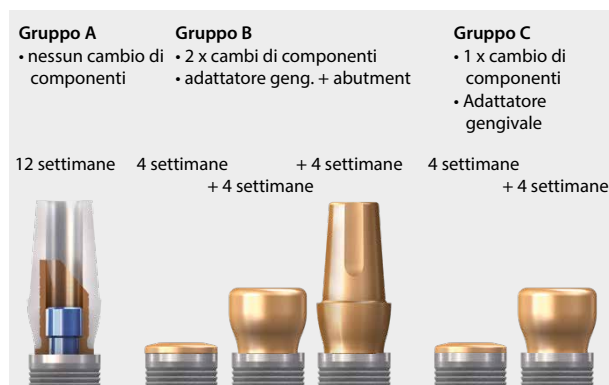 Gruppo A
• nessun cambio di
componenti
Gruppo B
• 2 x cambi di componenti
• adattatore geng. + abutment
Gruppo C
• 1 x cambio di
componenti
• Adattatore
gengivale
12 settimane
4 settimane
+ 4 settimane
+ 4 settimane
4 settimane
+ 4 settimane